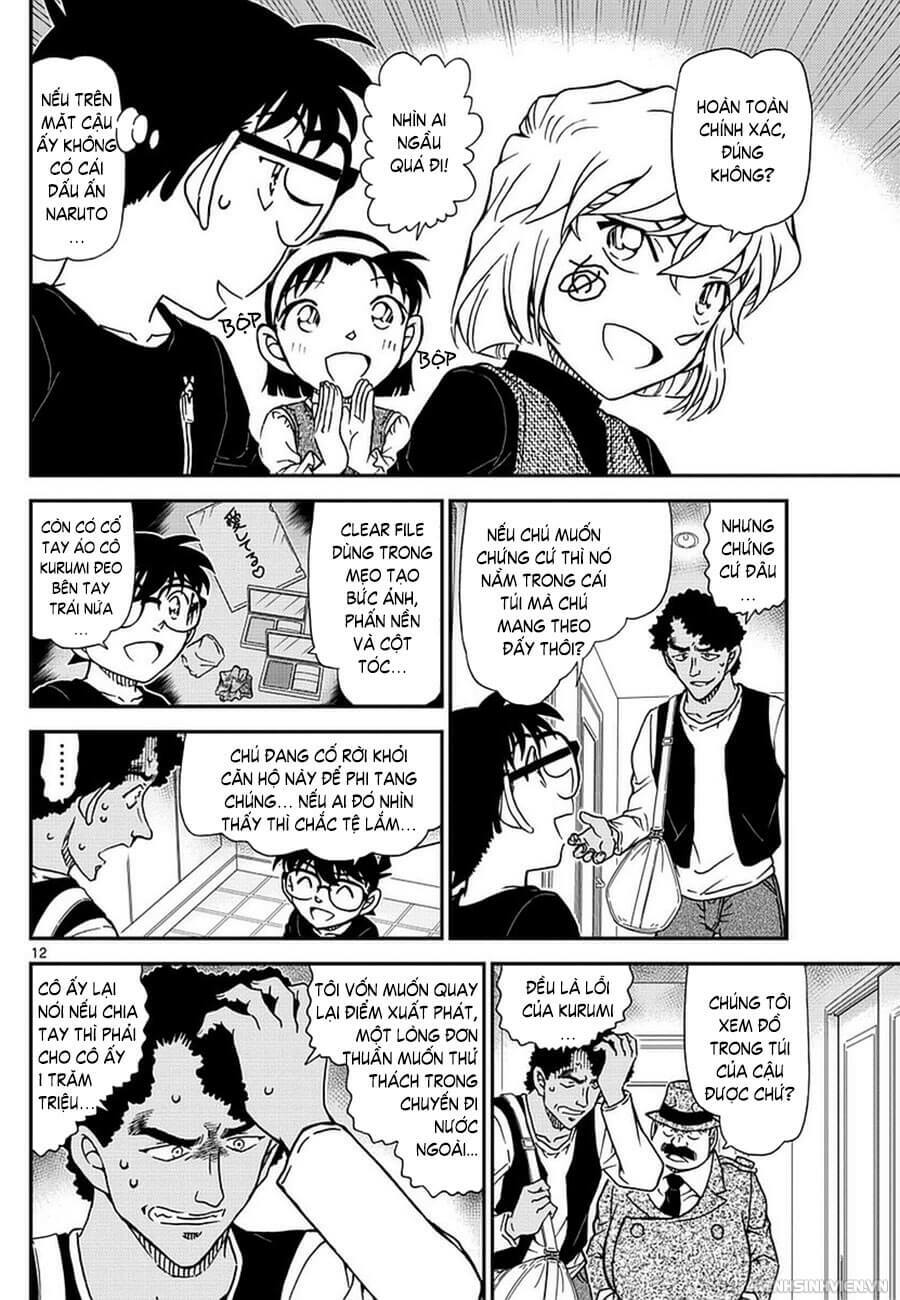 HOÀN TOÀN
CHÍNH XÁC,
ĐÚNG
KHÔNG?
NHÌN AI
NGẦU
QUÁ ĐI!
NẾU TRÊN
MẶT CẬU
ẤY KHÔNG
CÓ CÁI
DẤU ẤN
NARUTO
...
BỘP
BỘP
NHƯNG
CHỨNG
CỨ ĐÂU
NẾU CHÚ MUỐN
CHỨNG CỨ THÌ NÓ
NẰM TRONG CÁI
TÚI MÀ CHÚ
MANG THEO
ĐẤY THÔI?
CLEAR FILE
DÙNG TRONG
MẸO TẠO
BỨC ẢNH,
PHẤN NỀN
VÀ CỘT
TÓC...
愛してる♡
CÒN CÓ CỔ
TAY ÁO CÔ
KURUMI ĐEO
BÊN TAY
TRÁI NỮA
...
CHÚ ĐANG CỐ RỜI KHỎI
CĂN HỘ NÀY ĐỂ PHI TANG
CHÚNG... NẾU AI ĐÓ NHÌN
THẤY THÌ CHẮC TỆ LẮM...
......
12
CHÚNG TÔI
XEM ĐỒ
TRONG TÚI
CỦA CẬU
ĐƯỢC CHỨ?
ĐỀU LÀ LỖI
CỦA KURUMI
...
TÔI VỐN MUỐN QUAY
LẠI ĐIỂM XUẤT PHÁT,
MỘT LÒNG ĐƠN
THUẦN MUỐN THỬ
THÁCH TRONG
CHUYẾN ĐI
NƯỚC
NGOÀI...
CÔ ẤY LẠI
NÓI NẾU CHIA
TAY THÌ PHẢI
CHO CÔ ẤY
1 TRĂM
TRIỆU...